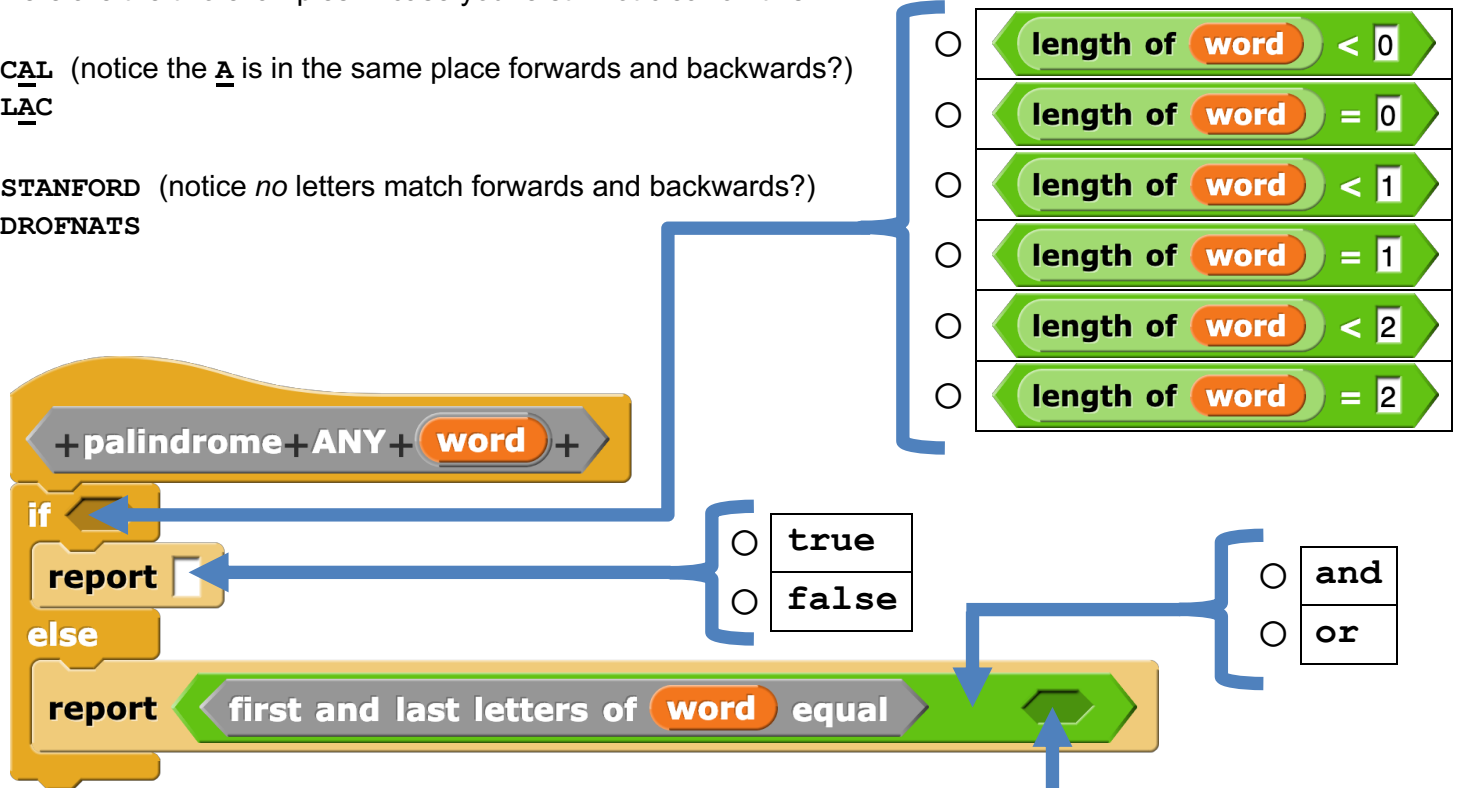 CAL (notice the A is in the same place forwards and backwards?)
LAC
STANFORD (notice no letters match forwards and backwards?)
DROFNATS
length of word < 0
length of word = 0
length of word < 1
length of word = 1
length of word < 2
length of word = 2
+palindrome+ANY+ word +
if
report
true
false
and
or
else
report first and last letters of word equal